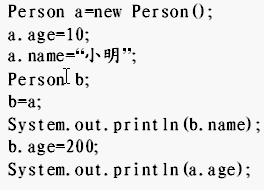 Person a=new Person();
a.age=10;
a.name=“小明”;
Person b;
b=a;
System.out.println(b.name);
b.age=200;
System.out.println(a.age);